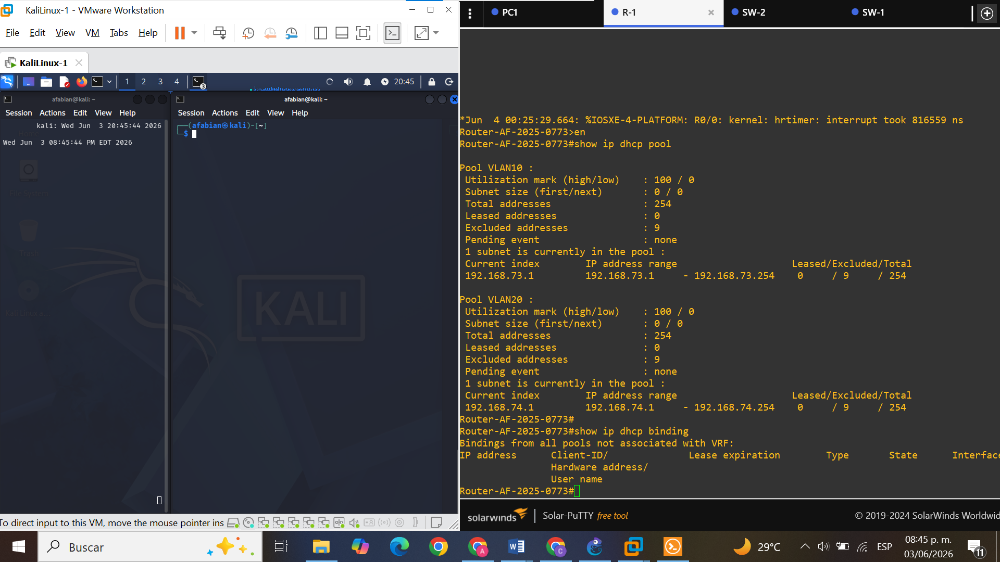 KaliLinux-1 - VMware Workstation
File Edit View VM Tabs Help
KaliLinux-1
1 2 3 4
3
20:45
afabian@kali: ~
Session Actions Edit View Help
kali: Wed Jun  3 20:45:44 2026
Wed Jun  3 08:45:44 PM EDT 2026
Home
File System
Trash
Kali Linux a...
afabian@kali: ~
Session Actions Edit View Help
(afabian㉿kali)-[~]
$
KALI
To direct input to this VM, move the mouse pointer ins
PC1 R-1 SW-2 SW-1
*Jun  4 00:25:29.664: %IOSXE-4-PLATFORM: R0/0: kernel: hrtimer: interrupt took 816559 ns
Router-AF-2025-0773>en
Router-AF-2025-0773#show ip dhcp pool
Pool VLAN10 :
Utilization mark (high/low) : 100 / 0
Subnet size (first/next) : 0 / 0
Total addresses : 254
Leased addresses : 0
Excluded addresses : 9
Pending event : none
1 subnet is currently in the pool :
Current index IP address range Leased/Excluded/Total
192.168.73.1 192.168.73.1 - 192.168.73.254 0 / 9 / 254
Pool VLAN20 :
Utilization mark (high/low) : 100 / 0
Subnet size (first/next) : 0 / 0
Total addresses : 254
Leased addresses : 0
Excluded addresses : 9
Pending event : none
1 subnet is currently in the pool :
Current index IP address range Leased/Excluded/Total
192.168.74.1 192.168.74.1 - 192.168.74.254 0 / 9 / 254
Router-AF-2025-0773#
Router-AF-2025-0773#show ip dhcp binding
Bindings from all pools not associated with VRF:
IP address Client-ID/ Lease expiration Type State Interface
Hardware address/
User name
Router-AF-2025-0773#
solarwinds Solar-PuTTY free tool © 2019-2024 SolarWinds Worldwid
Buscar
A
W
C
29°C
ESP
08:45 p. m.
03/06/2026
11